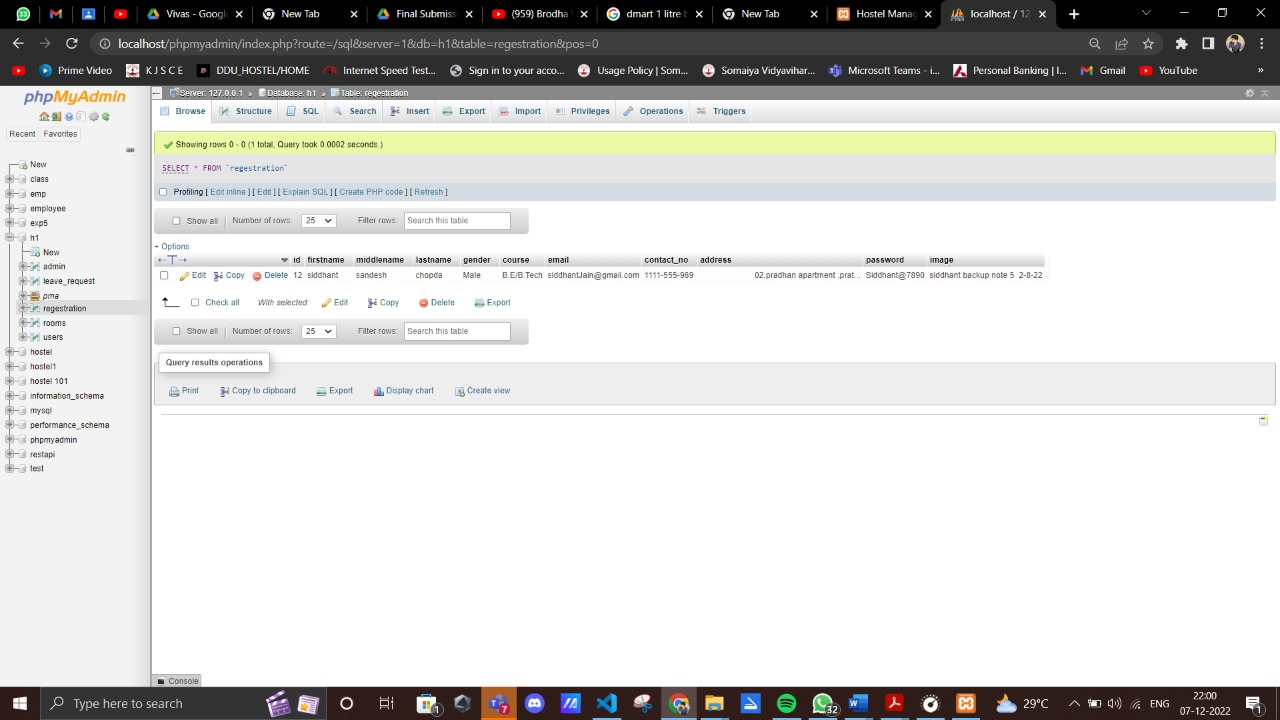 Vivas - Google
New Tab
Final Submiss
(959) Brodha V
dmart 1 litre b
New Tab
Hostel Manag
localhost / 12
localhost/phpmyadmin/index.php?route=/sql&server=1&db=h1&table=regestration&pos=0
Prime Video
K J S C E
DDU_HOSTEL/HOME
Internet Speed Test...
Sign in to your acco...
Usage Policy | Som...
Somaiya Vidyavihar...
Microsoft Teams - i...
Personal Banking | I...
Gmail
YouTube
»
phpMyAdmin
Server: 127.0.0.1 » Database: h1 » Table: regestration
Browse Structure SQL Search Insert Export Import Privileges Operations Triggers
Recent Favorites
New
class
emp
employee
exp5
h1
New
admin
leave_request
pma
regestration
rooms
users
hostel
hostel1
hostel 101
information_schema
mysql
performance_schema
phpmyadmin
restapi
test
Showing rows 0 - 0 (1 total, Query took 0.0002 seconds.)
SELECT * FROM `regestration`
Profiling [ Edit inline ] [ Edit ] [ Explain SQL ] [ Create PHP code ] [ Refresh ]
Show all Number of rows: 25 Filter rows: Search this table
+ Options
←T→ id firstname middlename lastname gender course email contact_no address password image
Edit Copy Delete 12 siddhant sandesh chopda Male B.E/B.Tech siddhantJain@gmail.com 1111-555-969 02,pradhan apartment ,prat... Siddhant@7890 siddhant backup note 5 2-8-22
Check all With selected: Edit Copy Delete Export
Show all Number of rows: 25 Filter rows: Search this table
Query results operations
Print Copy to clipboard Export Display chart Create view
Console
Type here to search
1
7
32
29°C
ENG
22:00
07-12-2022
1